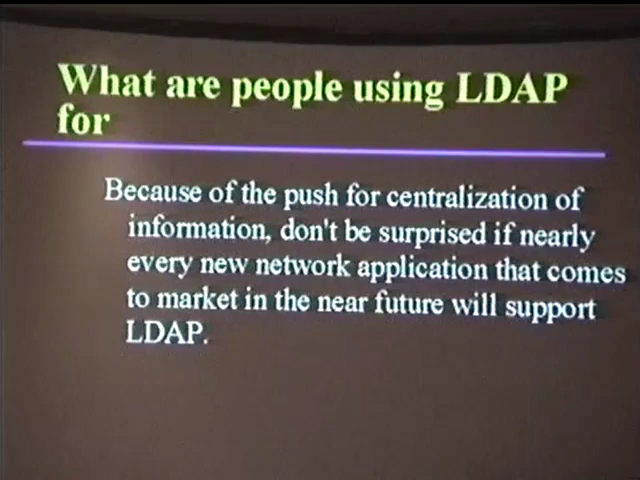 What are people using LDAP
for
Because of the push for centralization of
information, don't be surprised if nearly
every new network application that comes
to market in the near future will support
LDAP.